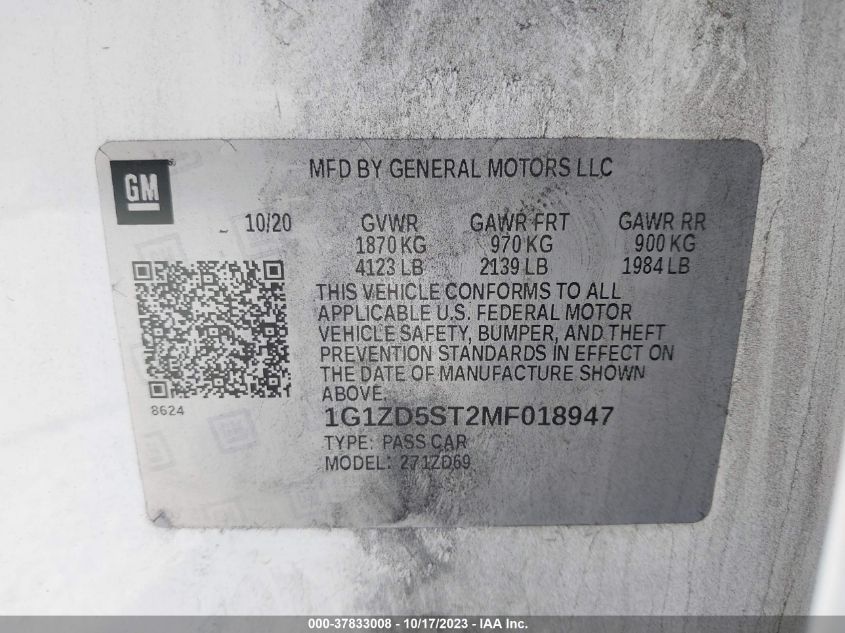 MFD BY GENERAL MOTORS LLC
GM
10/20 GVWR GAWR FRT GAWR RR
1870 KG 970 KG 900 KG
4123 LB 2139 LB 1984 LB
THIS VEHICLE CONFORMS TO ALL
APPLICABLE U.S. FEDERAL MOTOR
VEHICLE SAFETY, BUMPER, AND THEFT
PREVENTION STANDARDS IN EFFECT ON
THE DATE OF MANUFACTURE SHOWN
ABOVE.
8624
1G1ZD5ST2MF018947
TYPE: PASS CAR
MODEL: 271ZD69
000-37833008 - 10/17/2023 - IAA Inc.